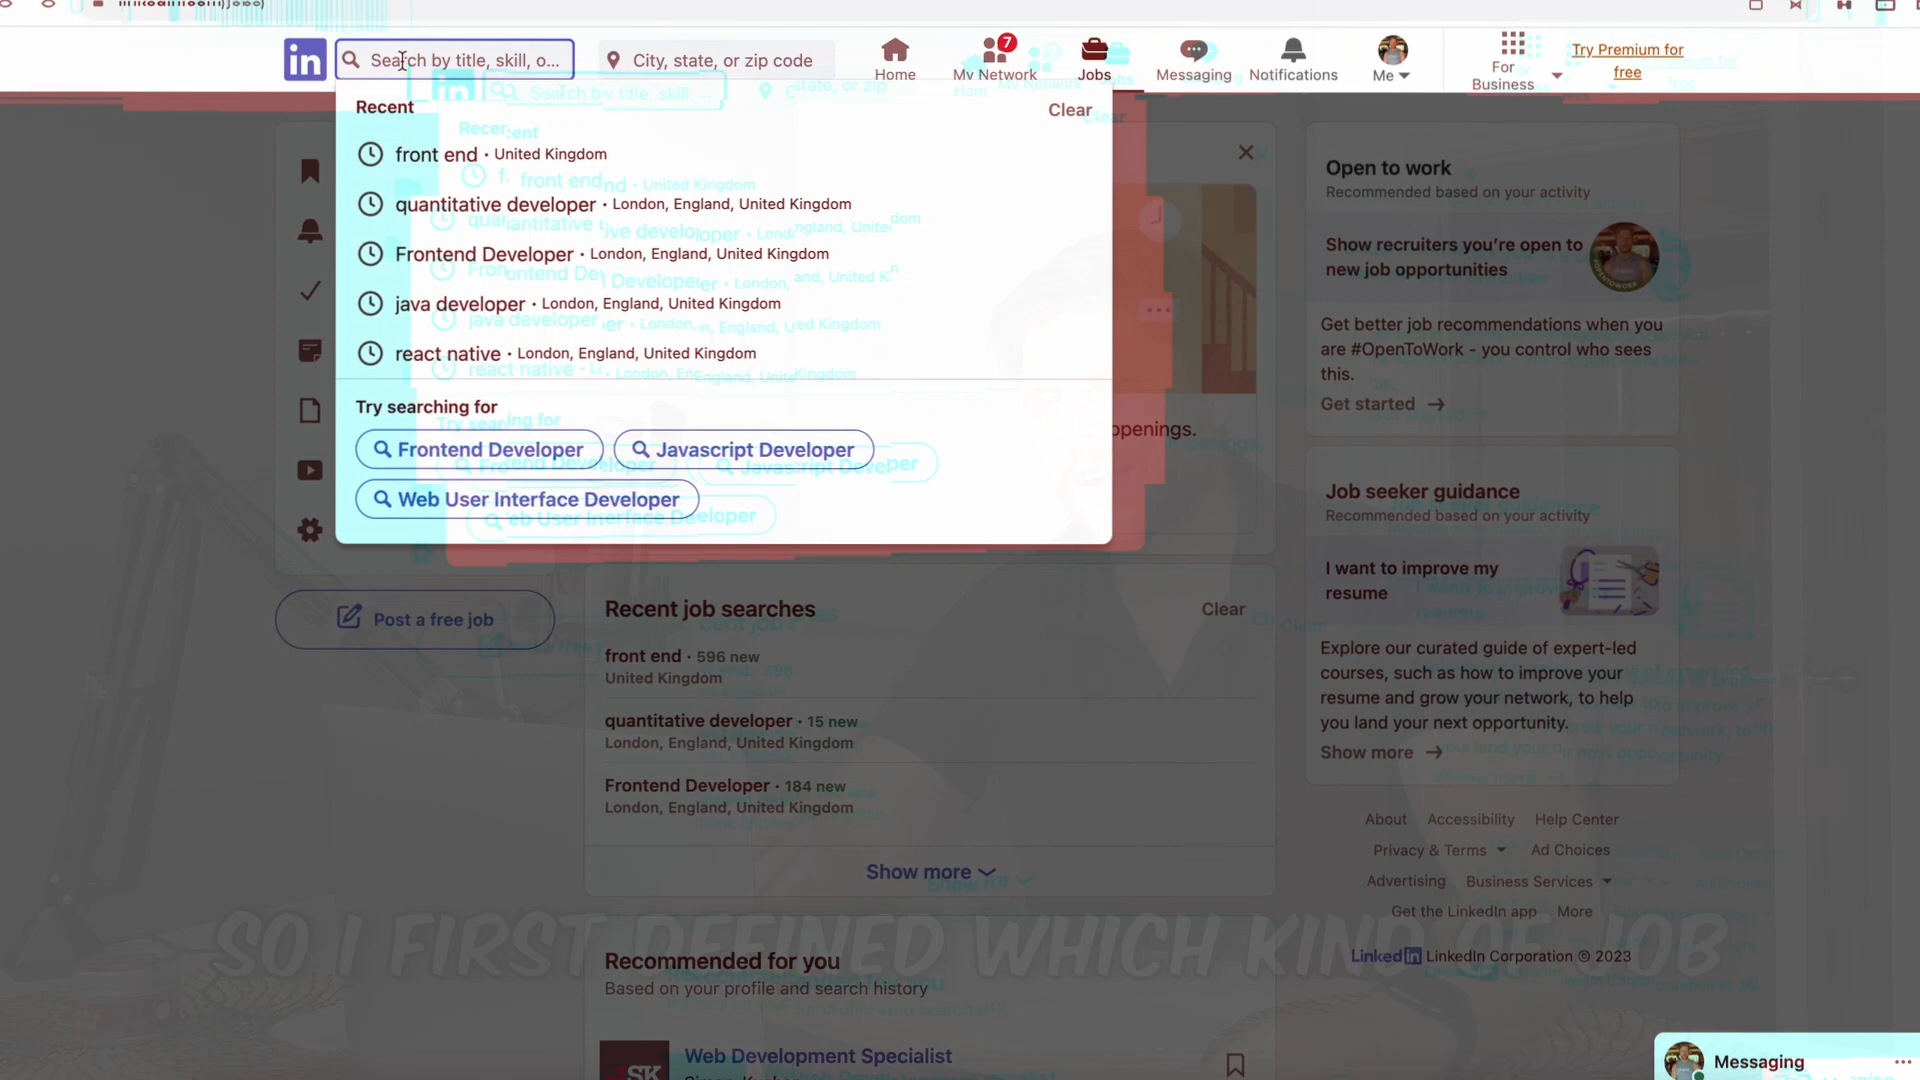 Search by title, skill, o...
City, state, or zip code
Home
My Network
7
Jobs
Messaging
Notifications
Me
For Business
Try Premium for free
Recent
Clear
front end · United Kingdom
quantitative developer · London, England, United Kingdom
Frontend Developer · London, England, United Kingdom
java developer · London, England, United Kingdom
react native · London, England, United Kingdom
Try searching for
Frontend Developer
Javascript Developer
Web User Interface Developer
openings.
Post a free job
Recent job searches
Clear
front end · 596 new
United Kingdom
quantitative developer · 15 new
London, England, United Kingdom
Frontend Developer · 184 new
London, England, United Kingdom
Show more
Recommended for you
Based on your profile and search history
Web Development Specialist
Open to work
Recommended based on your activity
Show recruiters you're open to
new job opportunities
Get better job recommendations when you
are #OpenToWork - you control who sees
this.
Get started
Job seeker guidance
Recommended based on your activity
I want to improve my
resume
Explore our curated guide of expert-led
courses, such as how to improve your
resume and grow your network, to help
you land your next opportunity.
Show more
About Accessibility Help Center
Privacy & Terms Ad Choices
Advertising Business Services
Get the LinkedIn app More
LinkedIn LinkedIn Corporation © 2023
SO I FIRST DEFINED WHICH KIND OF JOB
Messaging